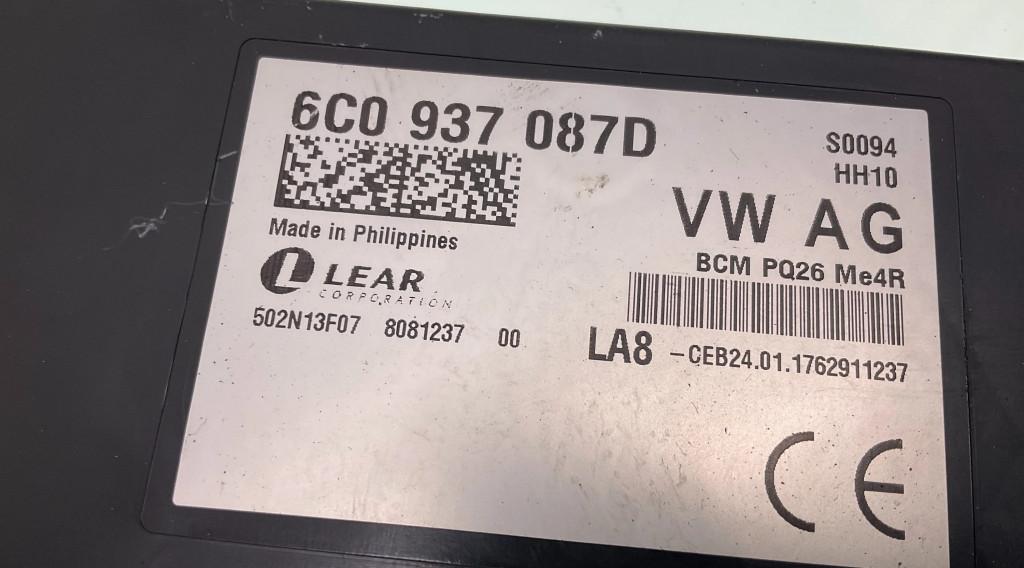 6C0 937 087D
S0094
HH10
VW AG
BCM PQ26 Me4R
Made in Philippines
LEAR
CORPORATION
502N13F07 8081237 00
LA8 -CEB24.01.1762911237
CE